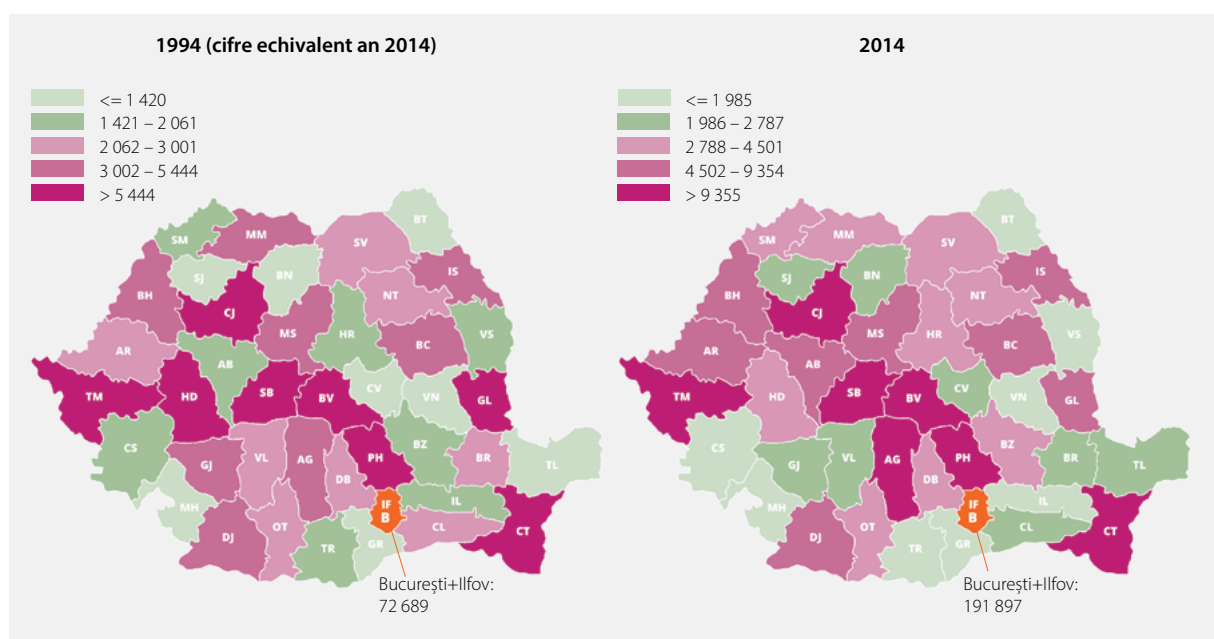 1994 (cifre echivalent an 2014)
<= 1 420
1 421 – 2 061
2 062 – 3 001
3 002 – 5 444
> 5 444
SM
MM
SV
BT
SJ
BN
IS
BH
CJ
NT
MS
HR
BC
VS
AR
AB
TM
HD
SB
BV
CV
VN
GL
CS
GJ
VL
AG
PH
BZ
BR
TL
DB
MH
IF
B
IL
DJ
OT
TR
GR
CL
CT
București+Ilfov:
72 689
2014
<= 1 985
1 986 – 2 787
2 788 – 4 501
4 502 – 9 354
> 9 355
SM
MM
SV
BT
SJ
BN
IS
BH
CJ
NT
MS
HR
BC
VS
AR
AB
TM
HD
SB
BV
CV
VN
GL
CS
GJ
VL
AG
PH
BZ
BR
TL
DB
MH
IF
B
IL
DJ
OT
TR
GR
CL
CT
București+Ilfov:
191 897